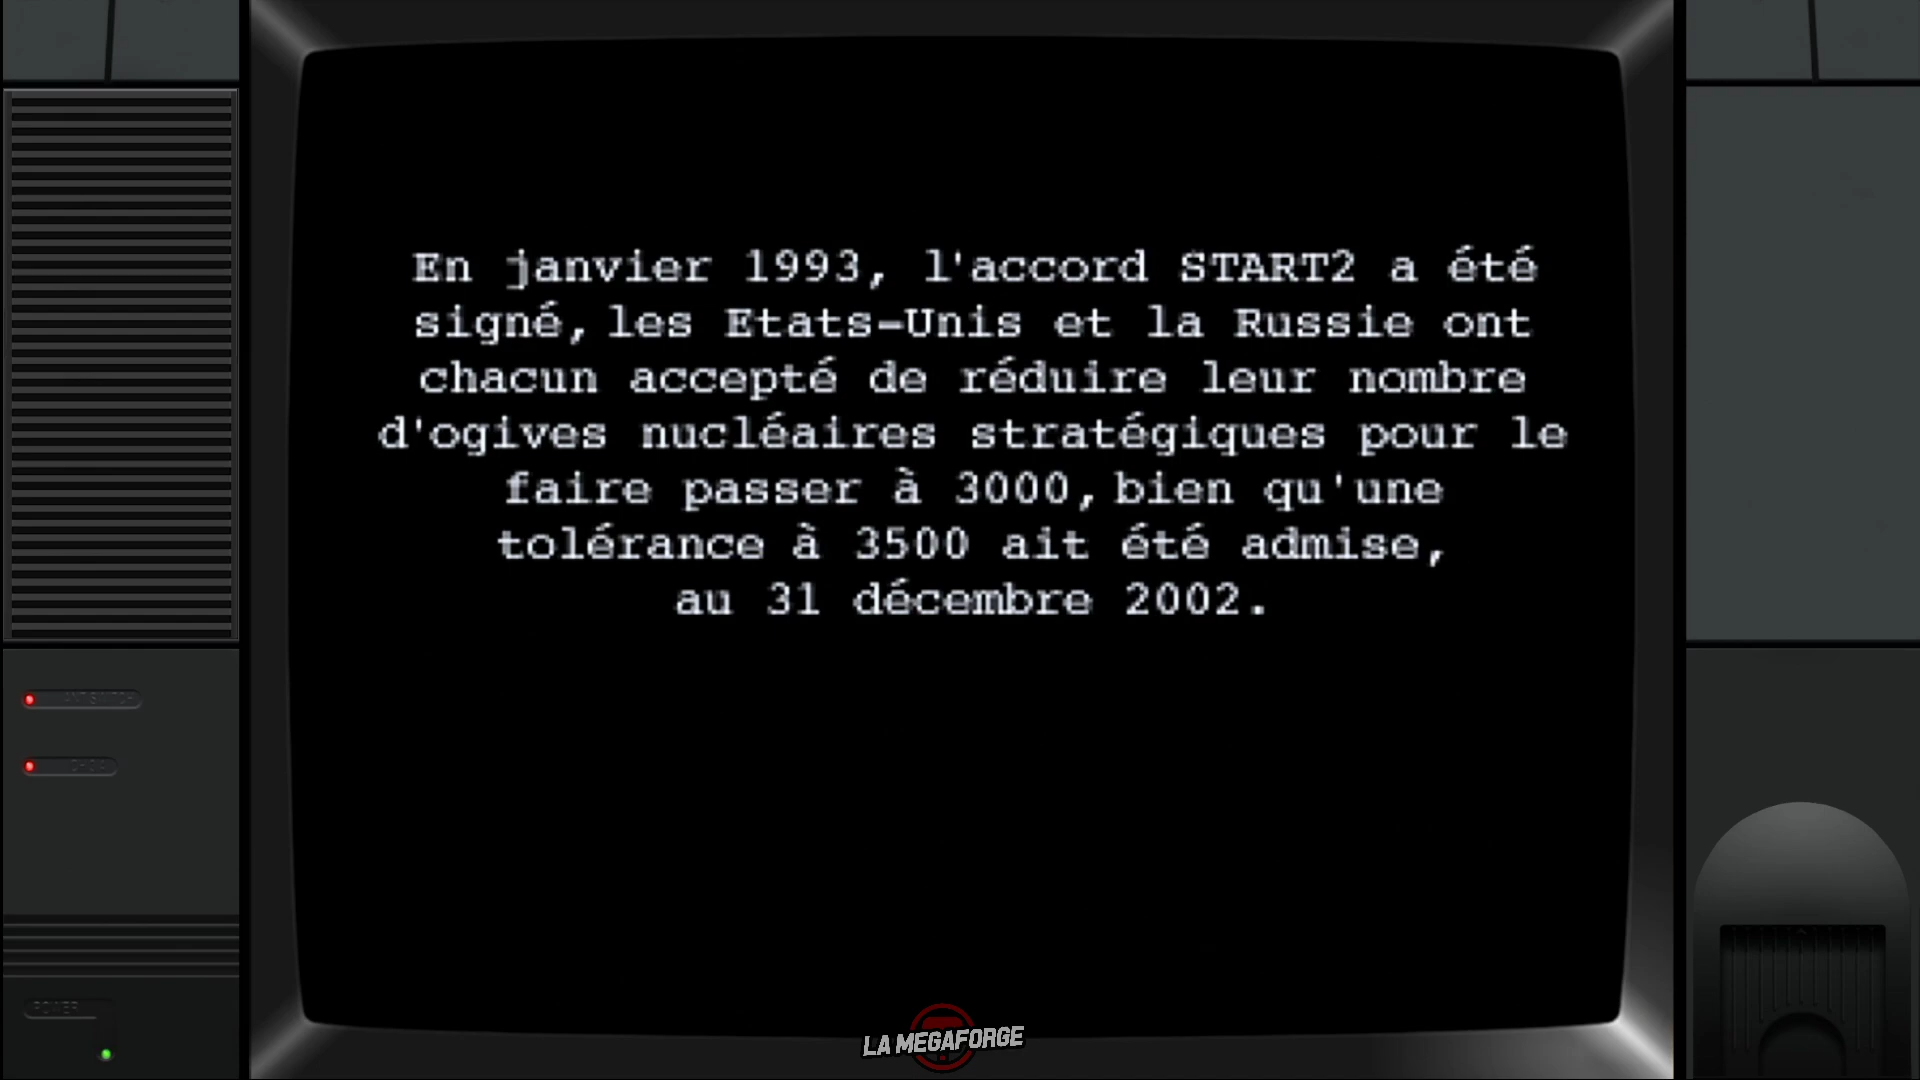 En janvier 1993, l'accord START2 a été
signé, les Etats-Unis et la Russie ont
chacun accepté de réduire leur nombre
d'ogives nucléaires stratégiques pour le
faire passer à 3000, bien qu'une
tolérance à 3500 ait été admise,
au 31 décembre 2002.
POWER
LA MEGAFORGE